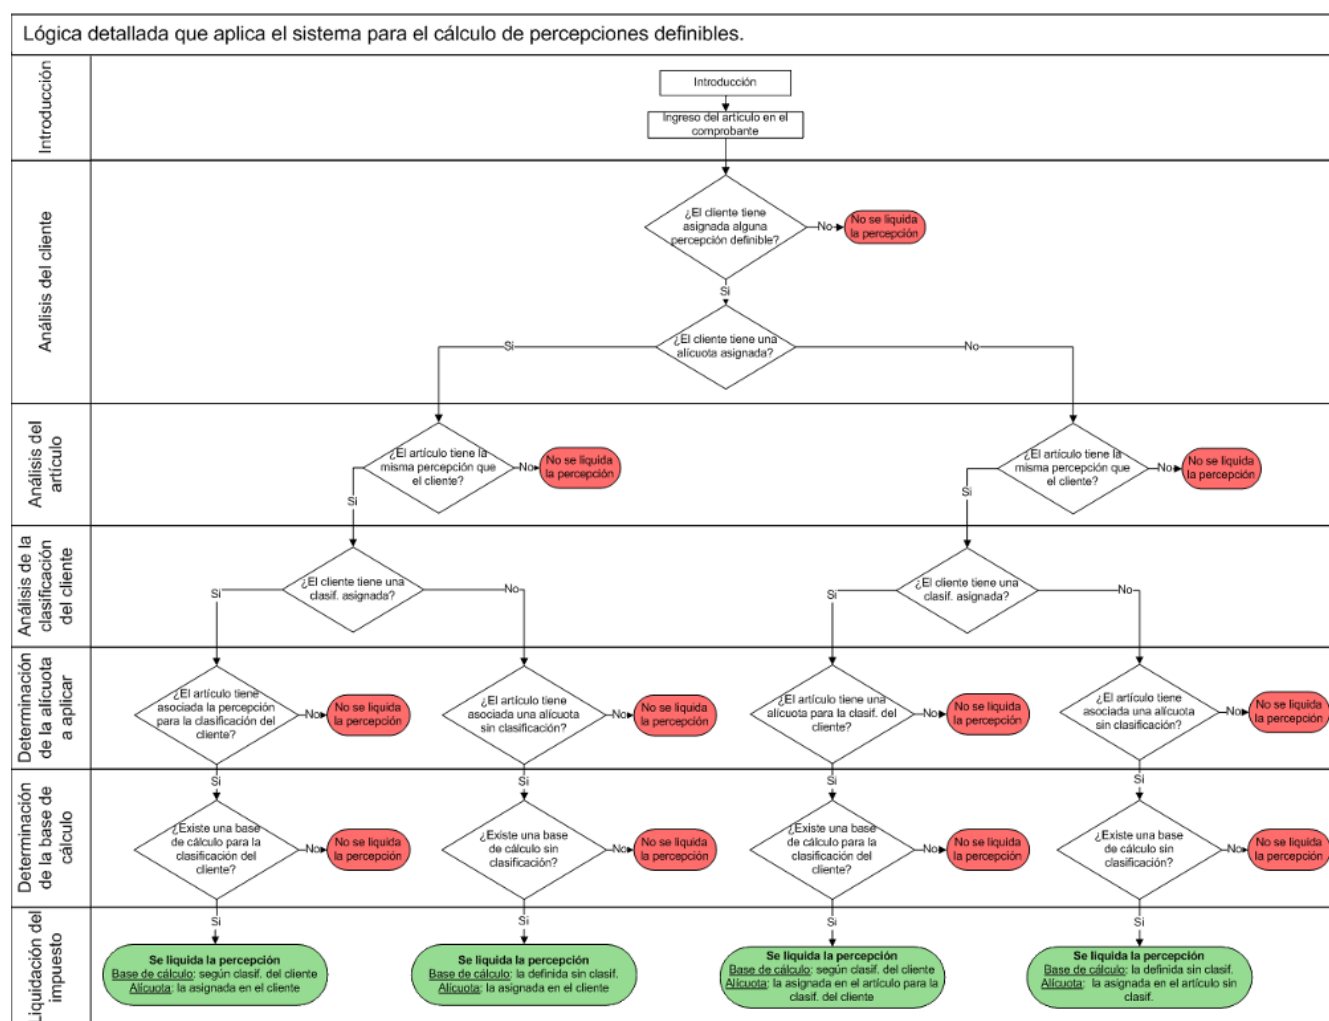 Lógica detallada que aplica el sistema para el cálculo de percepciones definibles.
Introducción
Introducción
Ingreso del artículo en el
comprobante
Análisis del cliente
¿El cliente tiene
asignada alguna
percepción definible?
No
No se liquida
la percepción
Si
¿El cliente tiene una
alícuota asignada?
Si
No
Análisis del
artículo
¿El artículo tiene la
misma percepción que
el cliente?
No
No se liquida
la percepción
Si
¿El artículo tiene la
misma percepción que
el cliente?
No
No se liquida
la percepción
Si
Análisis de la
clasificación
del cliente
¿El cliente tiene una
clasif. asignada?
Si
No
¿El cliente tiene una
clasif. asignada?
Si
No
Determinación
de la alícuota
a aplicar
¿El artículo tiene
asociada la percepción
para la clasificación del
cliente?
No
No se liquida
la percepción
Si
¿El artículo tiene
asociada una alícuota
sin clasificación?
No
No se liquida
la percepción
Si
¿El artículo tiene una
alícuota para la clasif. del
cliente?
No
No se liquida
la percepción
Si
¿El artículo tiene
asociada una alícuota
sin clasificación?
No
No se liquida
la percepción
Si
Determinación
de la base de
cálculo
¿Existe una base
de cálculo para la
clasificación del
cliente?
No
No se liquida
la percepción
Si
¿Existe una base
de cálculo sin
clasificación?
No
No se liquida
la percepción
Si
¿Existe una base
de cálculo para la
clasificación del
cliente?
No
No se liquida
la percepción
Si
¿Existe una base
de cálculo sin
clasificación?
No
No se liquida
la percepción
Si
Liquidación del
impuesto
Se liquida la percepción
Base de cálculo: según clasif. del cliente
Alícuota: la asignada en el cliente
Se liquida la percepción
Base de cálculo: la definida sin clasif.
Alícuota: la asignada en el cliente
Se liquida la percepción
Base de cálculo: según clasif. del cliente
Alícuota: la asignada en el artículo para la
clasif. del cliente
Se liquida la percepción
Base de cálculo: la definida sin clasif.
Alícuota: la asignada en el artículo sin
clasif.